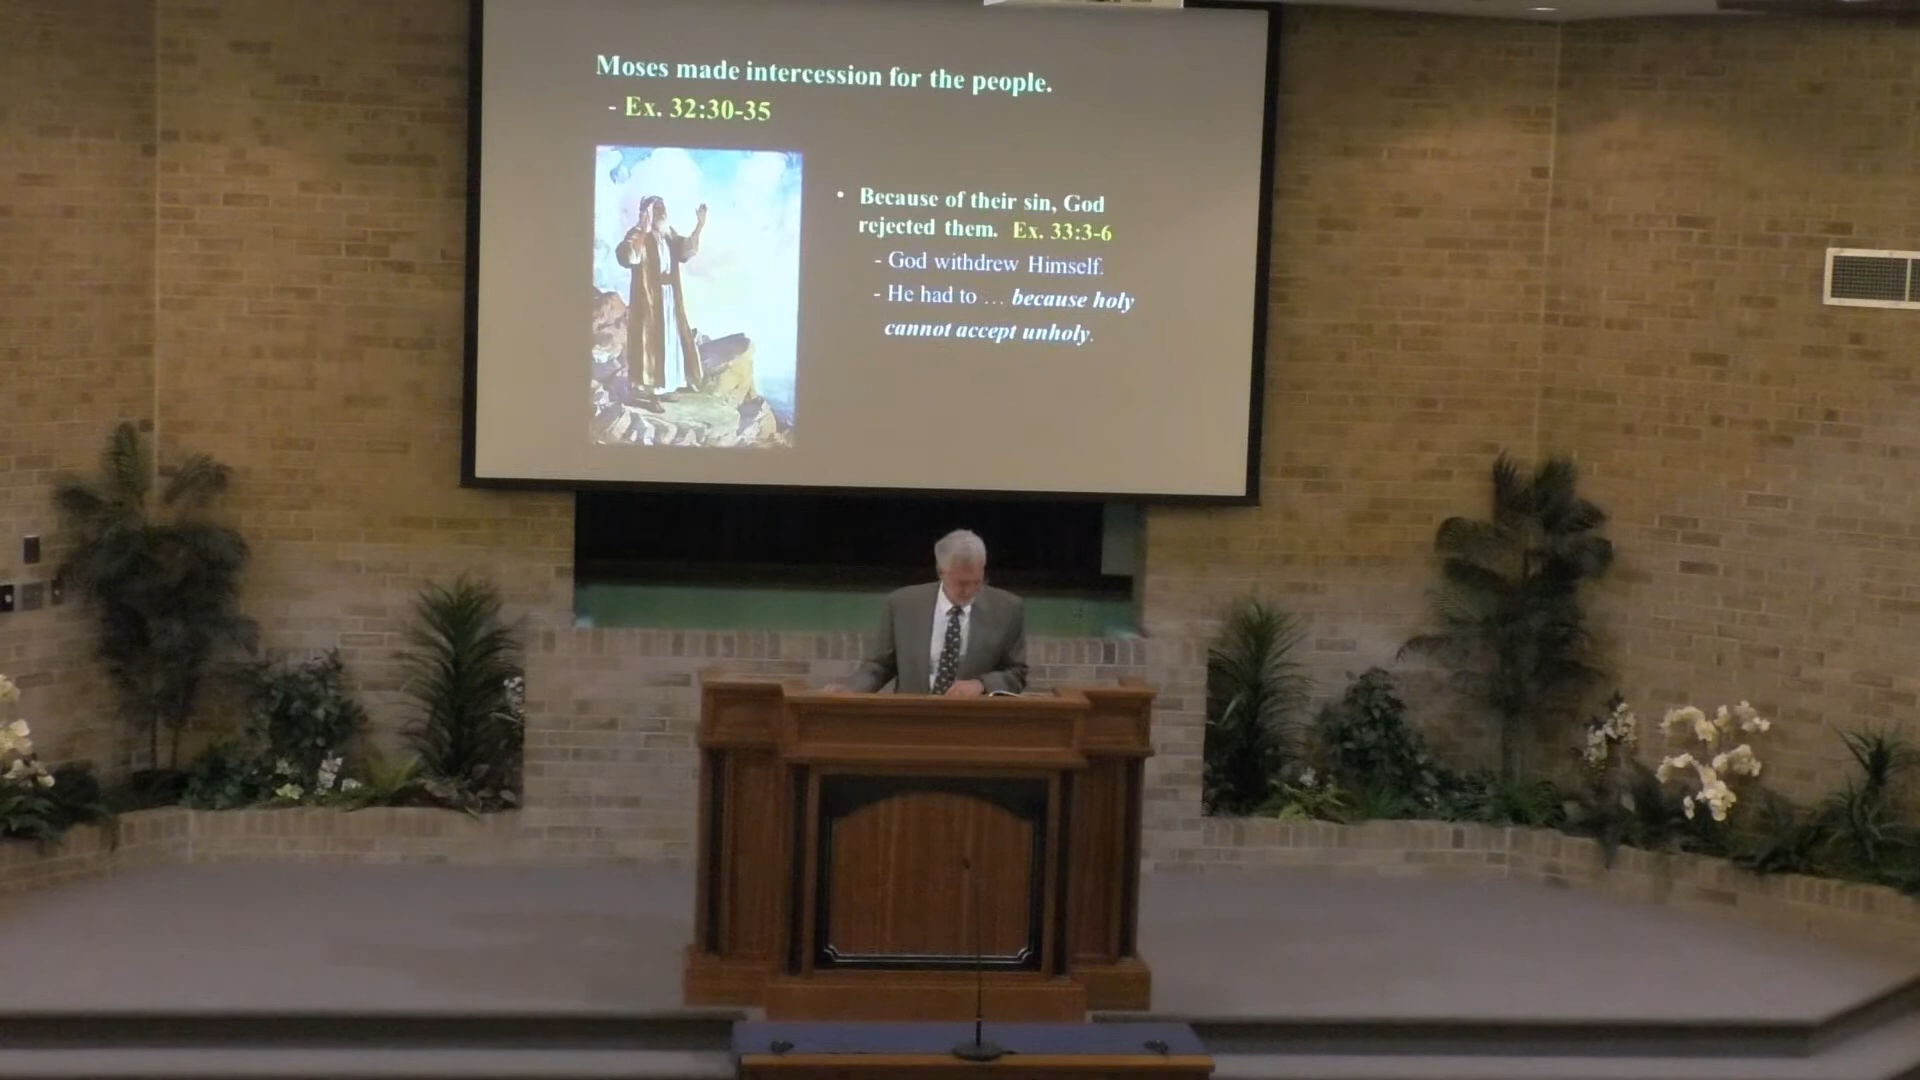 Moses made intercession for the people.
- Ex. 32:30-35
• Because of their sin, God
rejected them. Ex. 33:3-6
- God withdrew Himself.
- He had to … because holy
cannot accept unholy.